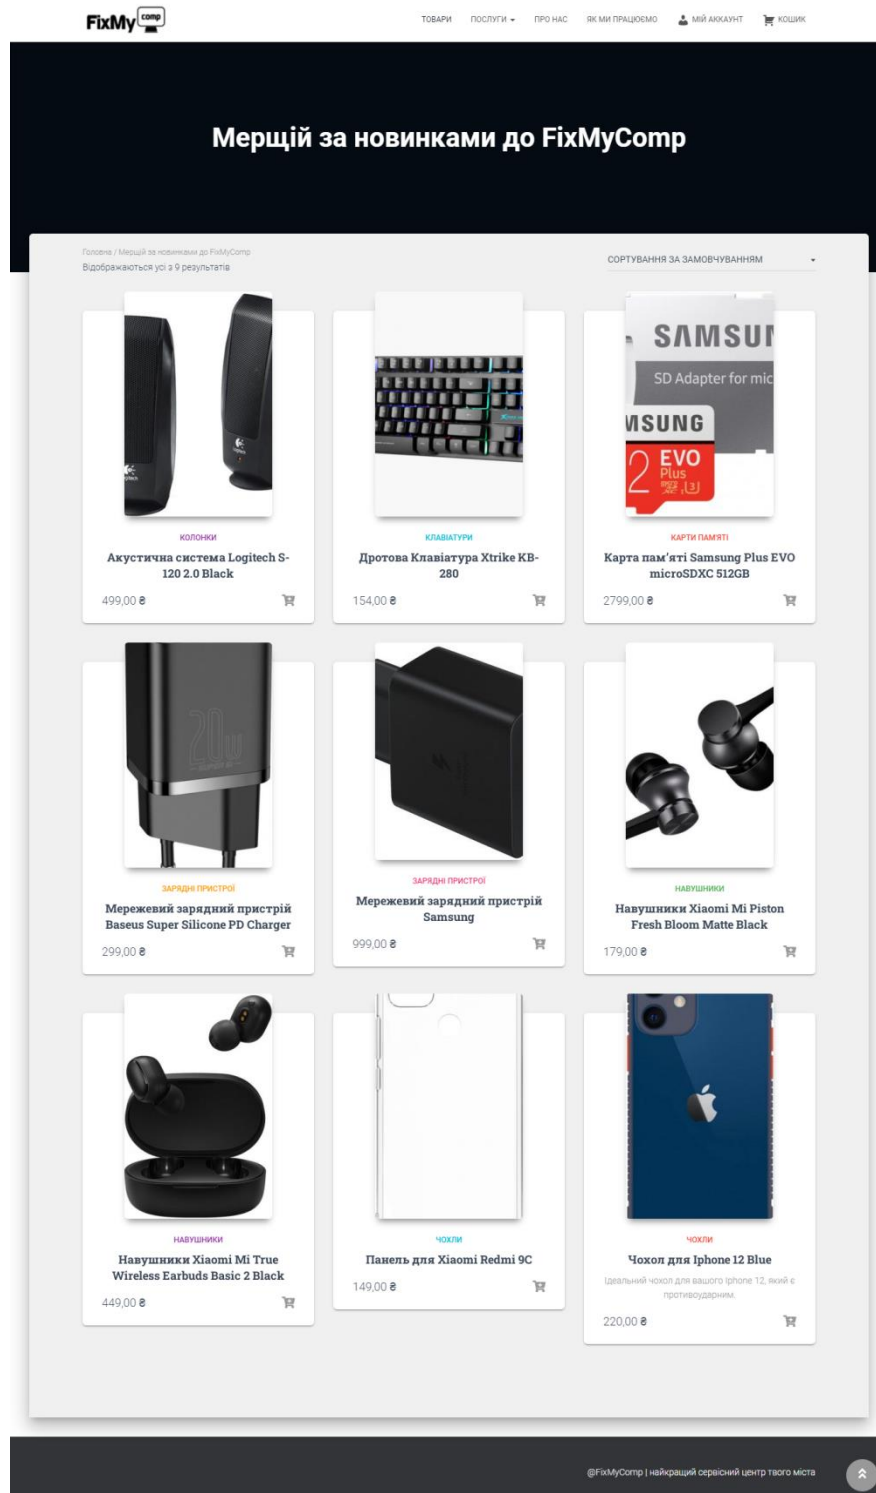 FixMy comp
ТОВАРИ ПОСЛУГИ ПРО НАС ЯК МИ ПРАЦЮЄМО МІЙ АККАУНТ КОШИК
Мерщій за новинками до FixMyComp
Головна / Мерщій за новинками до FixMyComp
Відображаються усі з 9 результатів
СОРТУВАННЯ ЗА ЗАМОВЧУВАННЯМ
SAMSUN
SD Adapter for mic
MSUNG
2 EVO
Plus
КОЛОНКИ
Акустична система Logitech S-
120 2.0 Black
499,00 ₴
КЛАВІАТУРИ
Дротова Клавіатура Xtrike KB-
280
154,00 ₴
КАРТИ ПАМ'ЯТІ
Карта пам’яті Samsung Plus EVO
microSDXC 512GB
2799,00 ₴
20W
ЗАРЯДНІ ПРИСТРОЇ
Мережевий зарядний пристрій
Baseus Super Silicone PD Charger
299,00 ₴
ЗАРЯДНІ ПРИСТРОЇ
Мережевий зарядний пристрій
Samsung
999,00 ₴
НАВУШНИКИ
Навушники Xiaomi Mi Piston
Fresh Bloom Matte Black
179,00 ₴
НАВУШНИКИ
Навушники Xiaomi Mi True
Wireless Earbuds Basic 2 Black
449,00 ₴
ЧОХЛИ
Панель для Xiaomi Redmi 9C
149,00 ₴
ЧОХЛИ
Чохол для Iphone 12 Blue
Ідеальний чохол для вашого Iphone 12, який є
противоударним.
220,00 ₴
@FixMyComp | найкращий сервісний центр твого міста